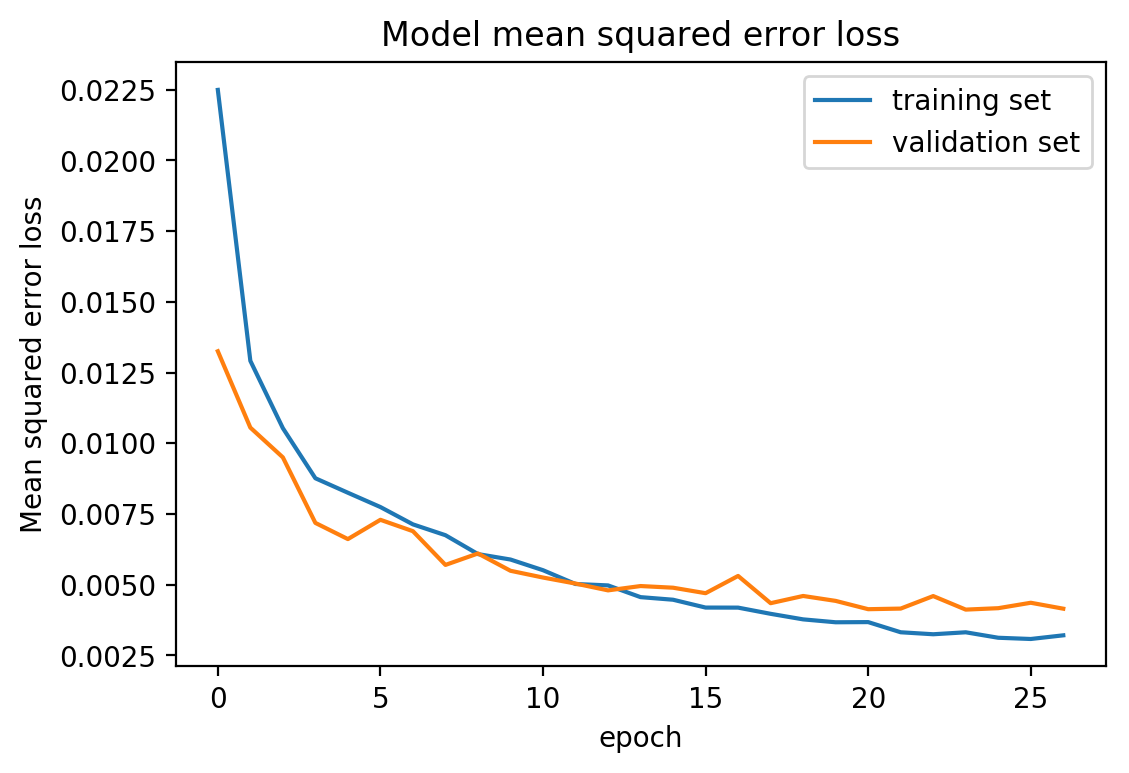 Model mean squared error loss
training set
validation set
Mean squared error loss
0.0225
0.0200
0.0175
0.0150
0.0125
0.0100
0.0075
0.0050
0.0025
0 5 10 15 20 25
epoch